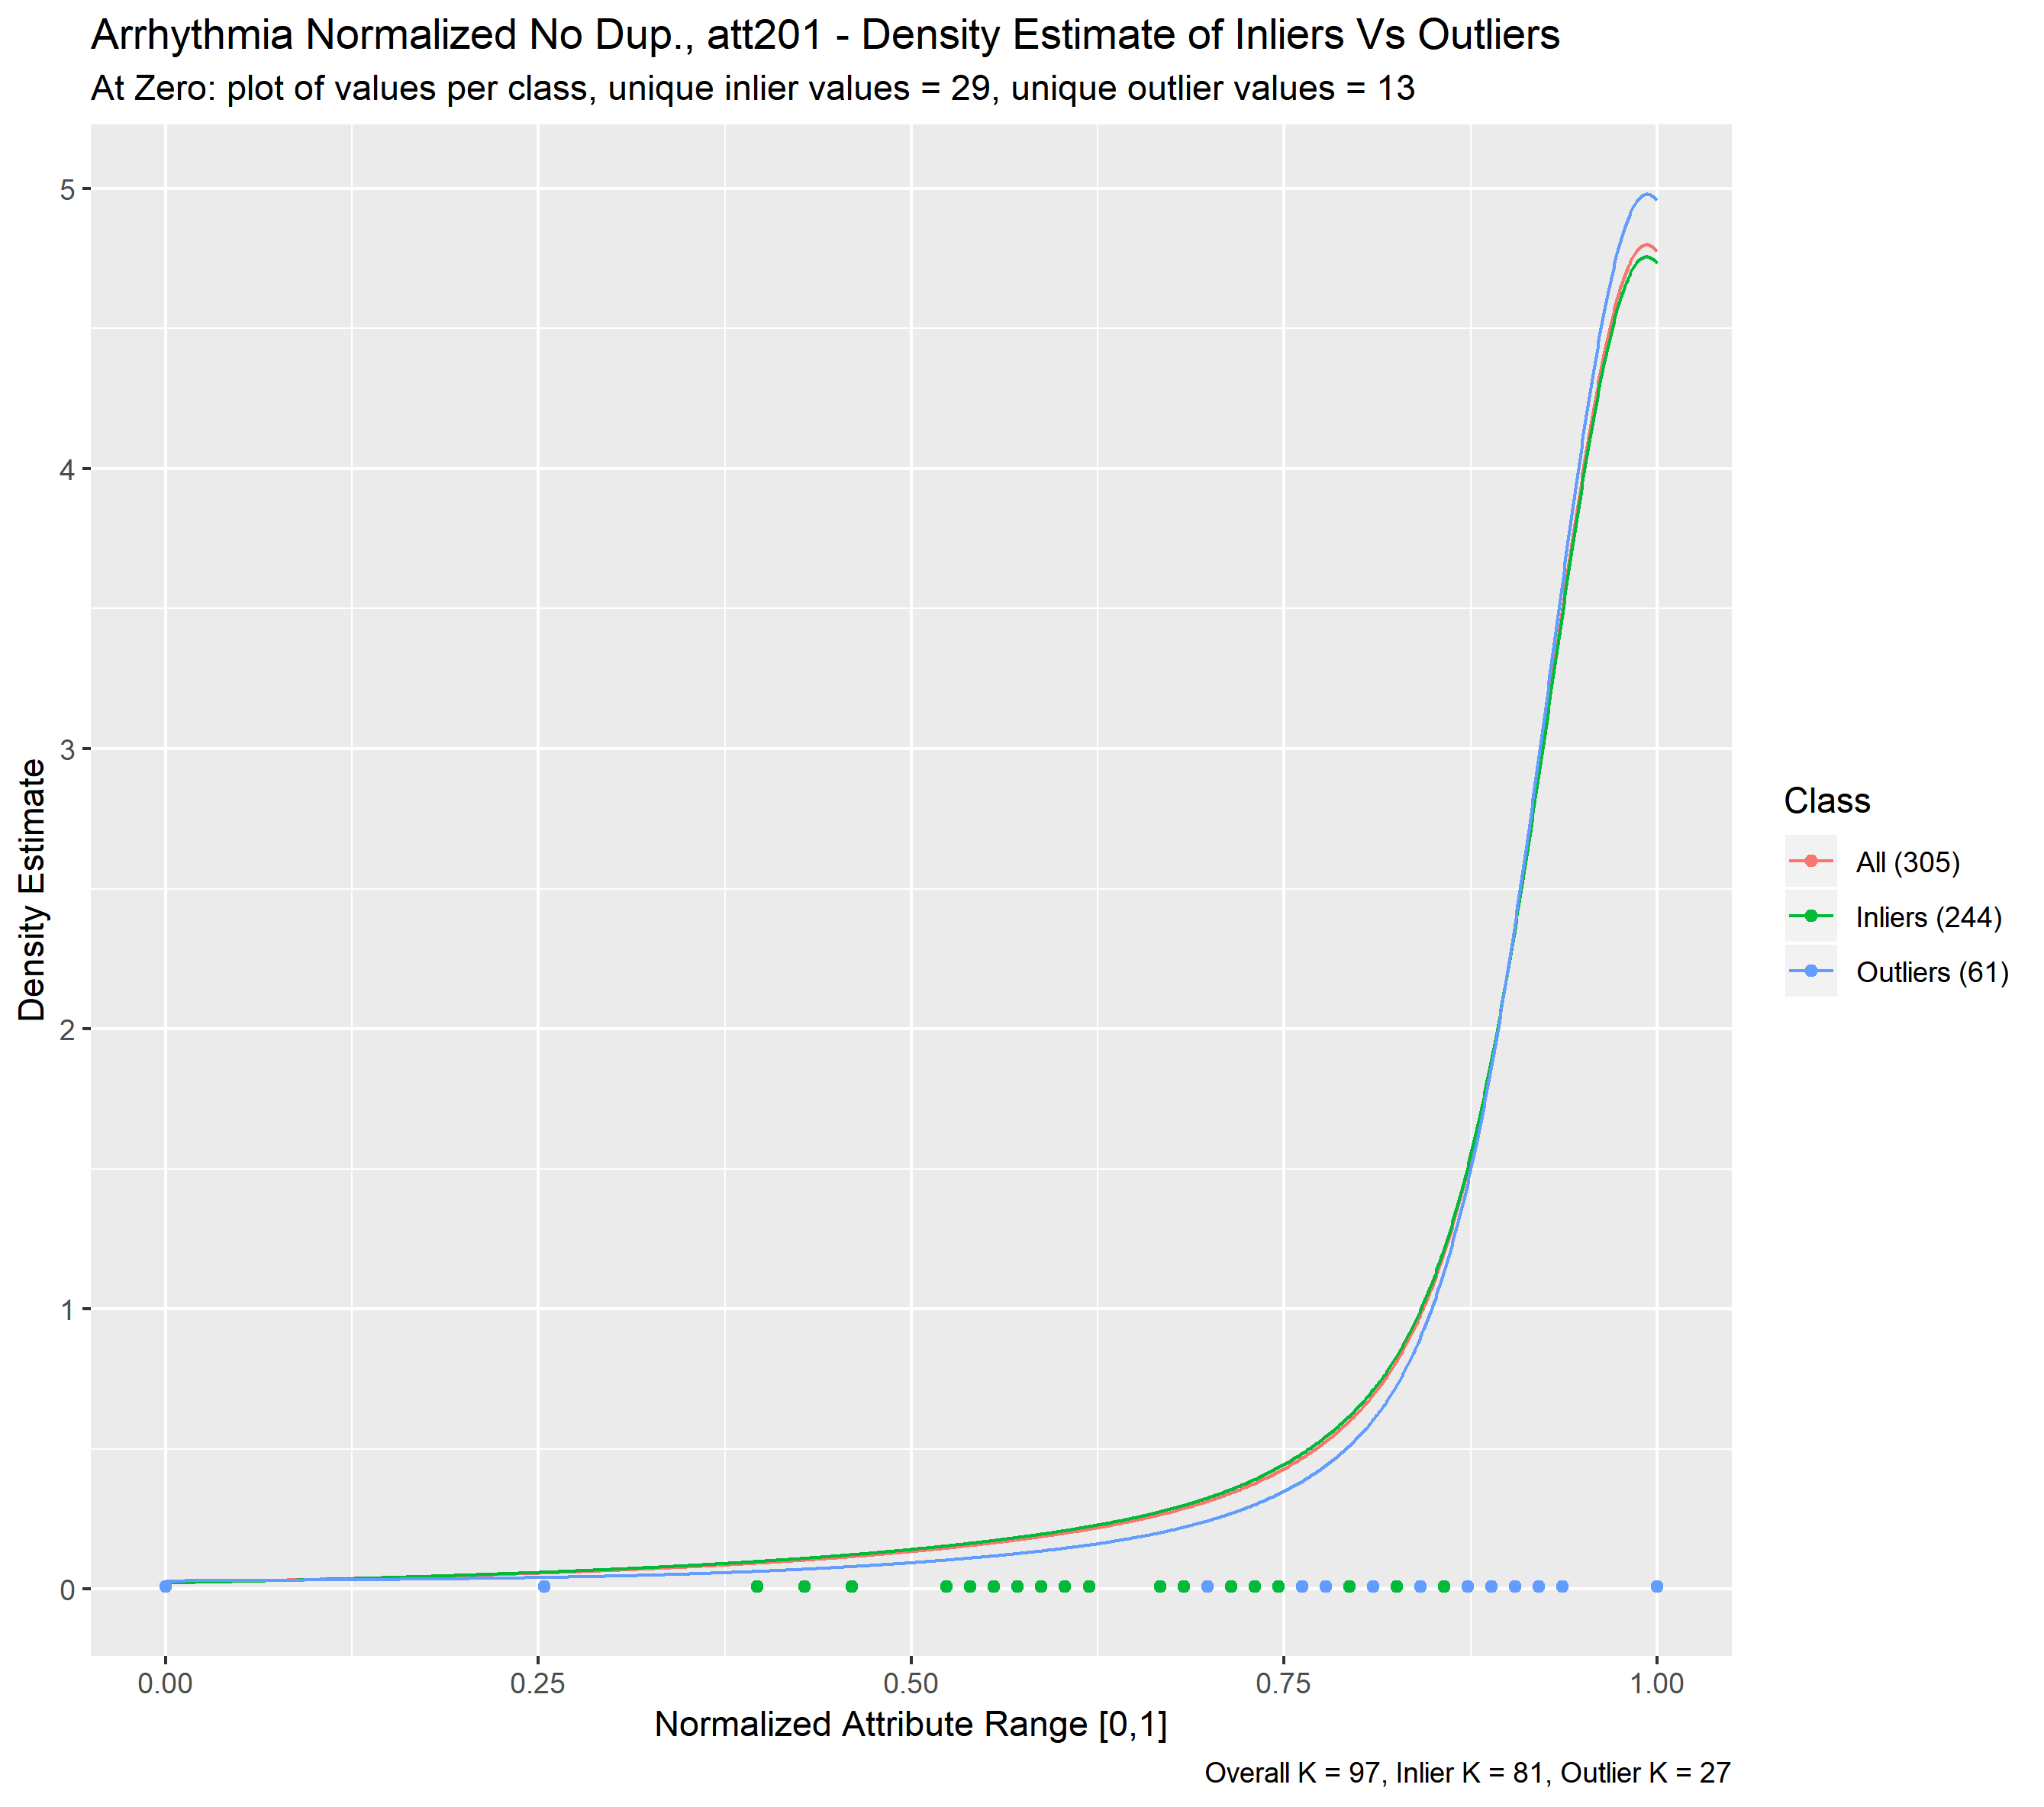 Arrhythmia Normalized No Dup., att201 - Density Estimate of Inliers Vs Outliers
At Zero: plot of values per class, unique inlier values = 29, unique outlier values = 13
5
4
3
2
1
0
Density Estimate
0.00 0.25 0.50 0.75 1.00
Normalized Attribute Range [0,1]
Class
All (305)
Inliers (244)
Outliers (61)
Overall K = 97, Inlier K = 81, Outlier K = 27